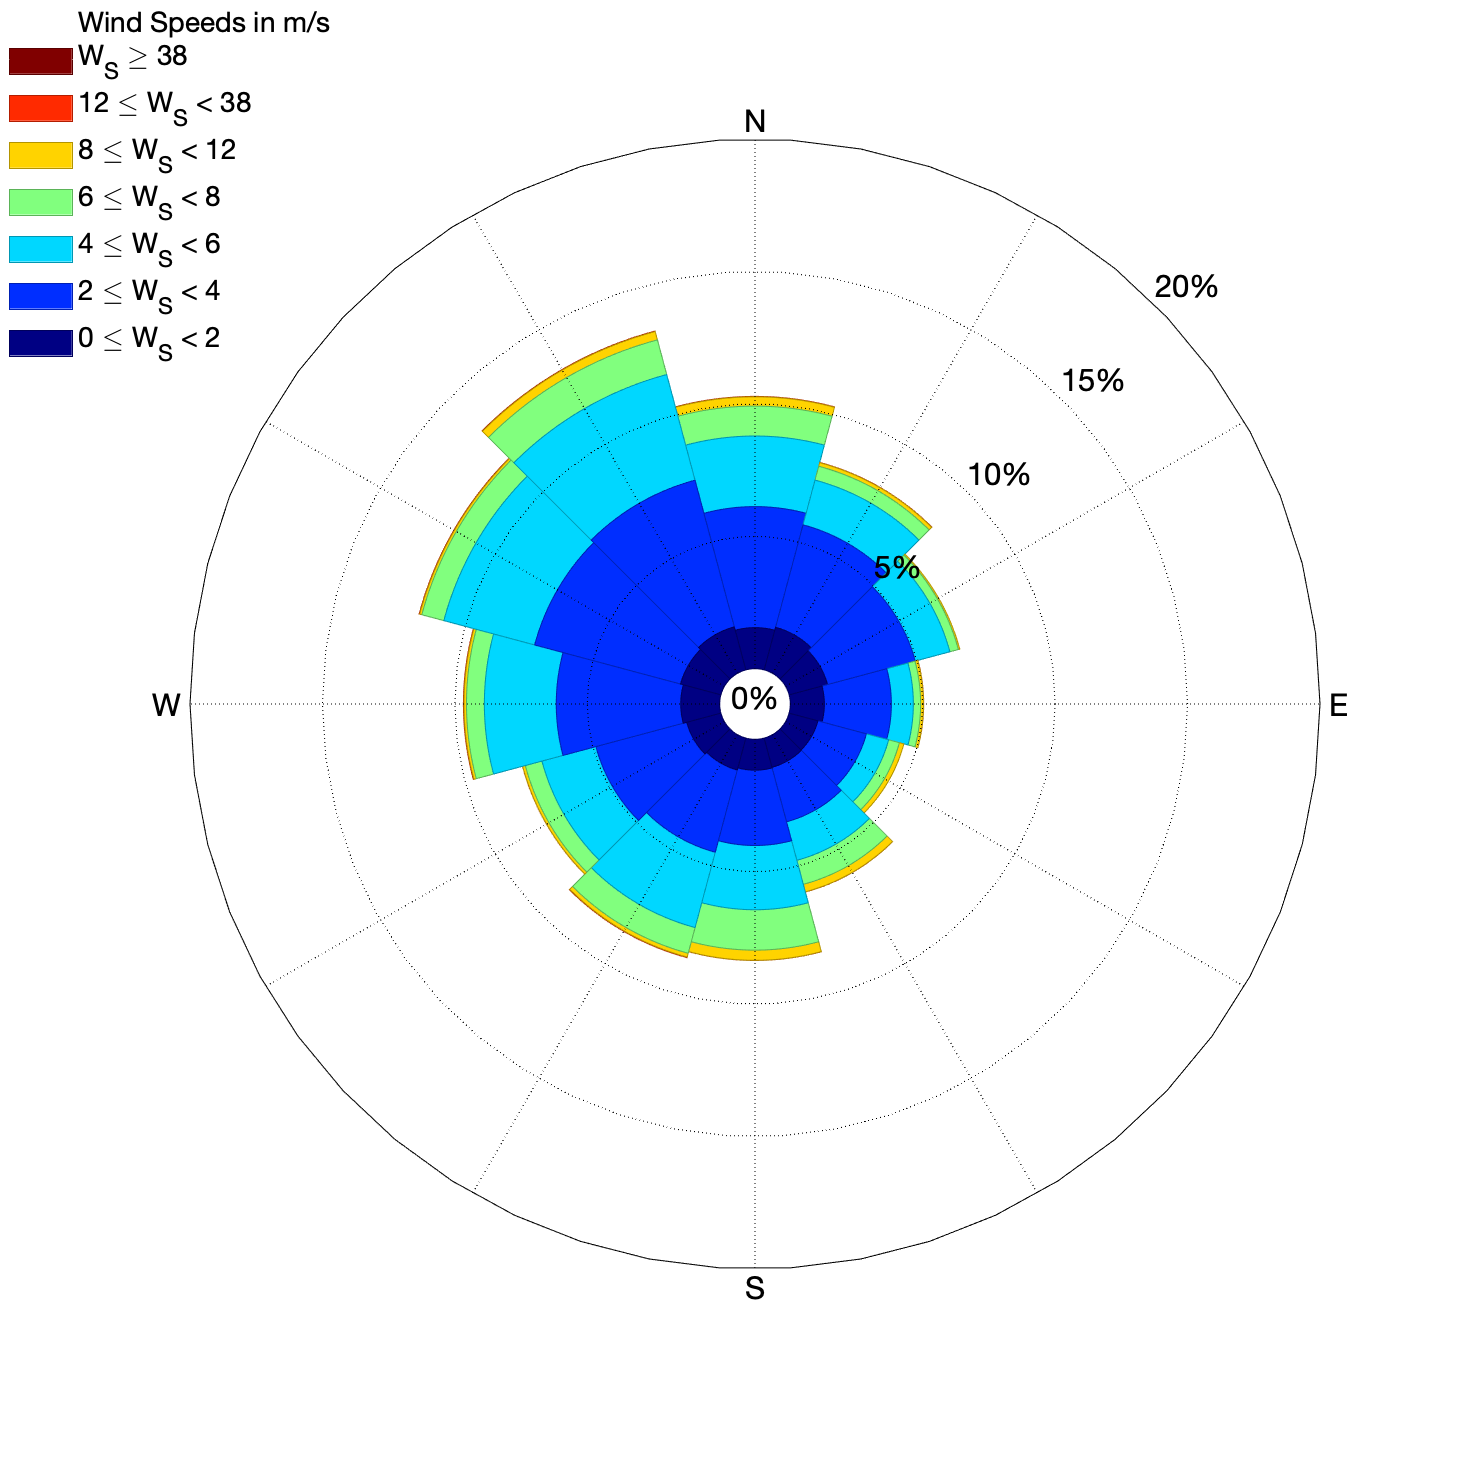 Wind Speeds in m/s
W_S ≥ 38
12 ≤ W_S < 38
8 ≤ W_S < 12
6 ≤ W_S < 8
4 ≤ W_S < 6
2 ≤ W_S < 4
0 ≤ W_S < 2
N
20%
15%
10%
5%
0%
W
E
S